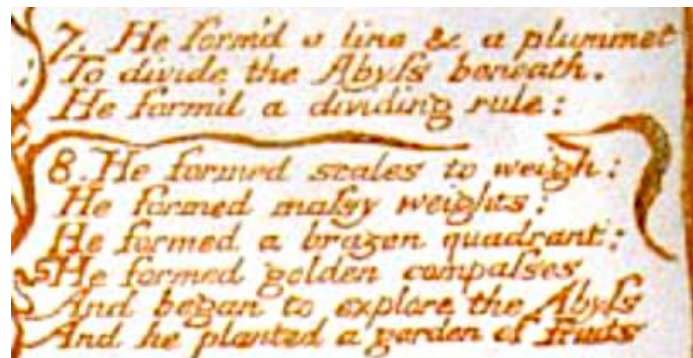 7. He form'd a line & a plummet
To divide the Abyſs beneath.
He form'd a dividing rule:
8. He formed scales to weigh:
He formed maſsy weights:
He formed a brazen quadrant:
He formed golden compaſses
And began to explore the Abyſs
And he planted a garden of fruits